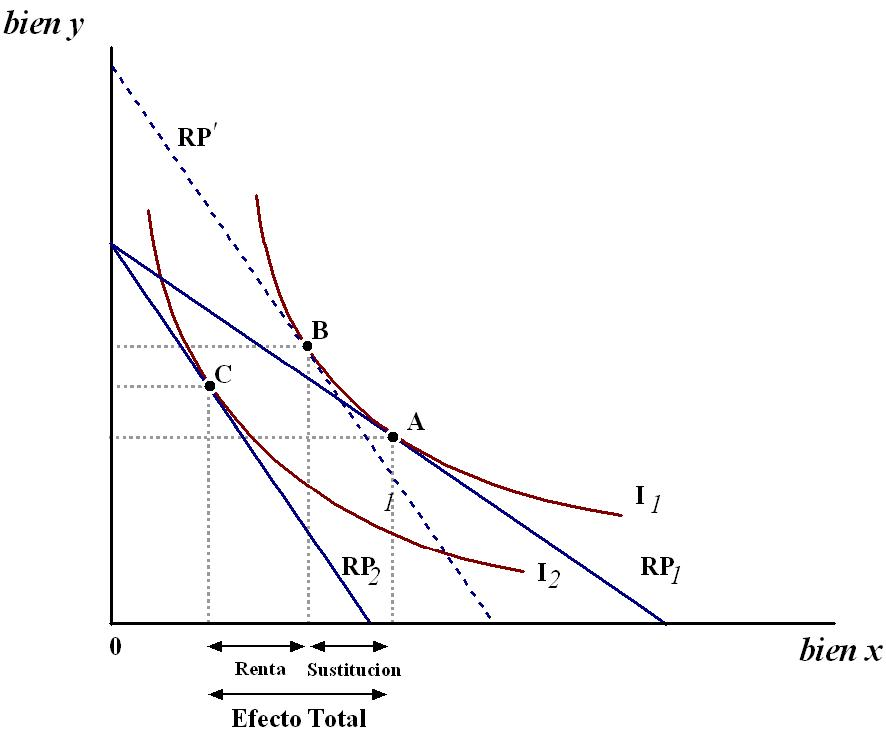 bien y
RP'
B
C
A
1
I 1
RP2
I2
RP1
0
bien x
Renta Sustitucion
Efecto Total